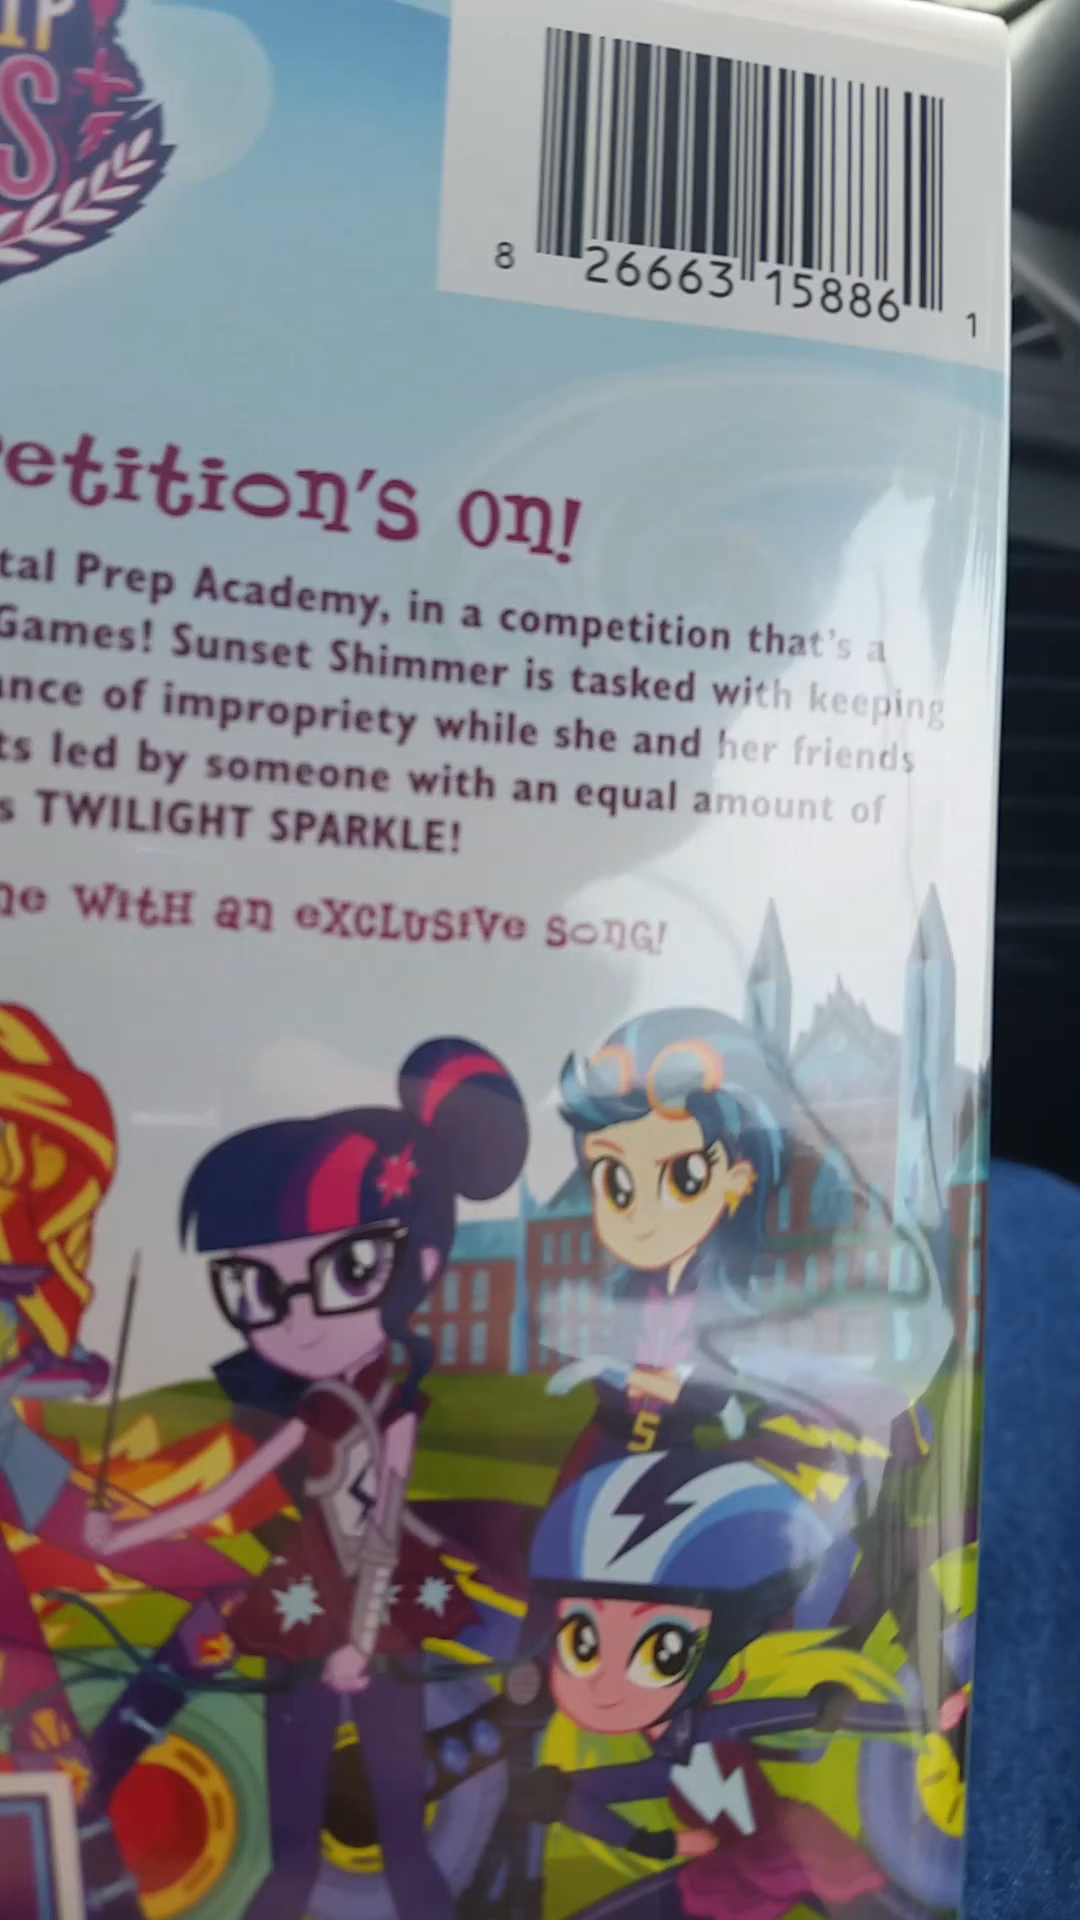 IP
S
8 26663 15886 1
etition's on!
tal Prep Academy, in a competition that's a
Games! Sunset Shimmer is tasked with keeping
ance of impropriety while she and her friends
ts led by someone with an equal amount of
s TWILIGHT SPARKLE!
ne with an exclusive song!
S